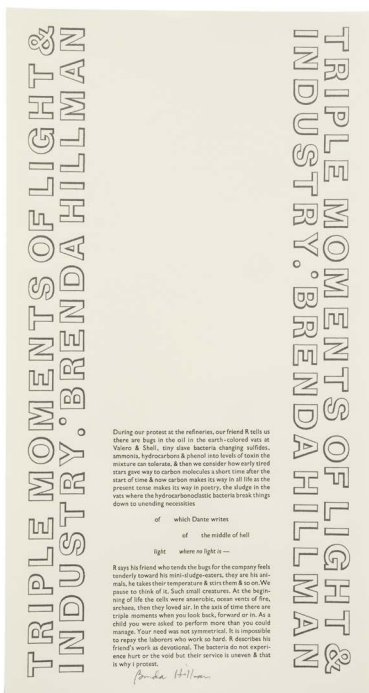 TRIPLE MOMENTS OF LIGHT &
INDUSTRY. BRENDA HILLMAN
TRIPLE MOMENTS OF LIGHT &
INDUSTRY. BRENDA HILLMAN
During our protest at the refineries, our friend R tells us
there are bugs in the oil in the earth-colored vats at
Valero & Shell, tiny slave bacteria changing sulfides,
ammonia, hydrocarbons & phenol into levels of toxin the
mixture can tolerate, & then we consider how early tired
stars gave way to carbon molecules a short time after the
start of time & now carbon makes its way in all life as the
present tense makes its way in poetry, the sludge in the
vats where the hydrocarbonoclastic bacteria break things
down to unending necessities
of which Dante writes
of the middle of hell
light where no light is —
R says his friend who tends the bugs for the company feels
tenderly toward his mini-sludge-eaters, they are his ani-
mals, he takes their temperature & stirs them & so on. We
pause to think of it. Such small creatures. At the begin-
ning of life the cells were anaerobic, ocean vents of fire,
archaea, then they loved air. In the axis of time there are
triple moments when you look back, forward or in. As a
child you were asked to perform more than you could
manage. Your need was not symmetrical. It is impossible
to repay the laborers who work so hard. R describes his
friend's work as devotional. The bacteria do not experi-
ence hurt or the void but their service is uneven & that
is why i protest.
Brenda Hillman